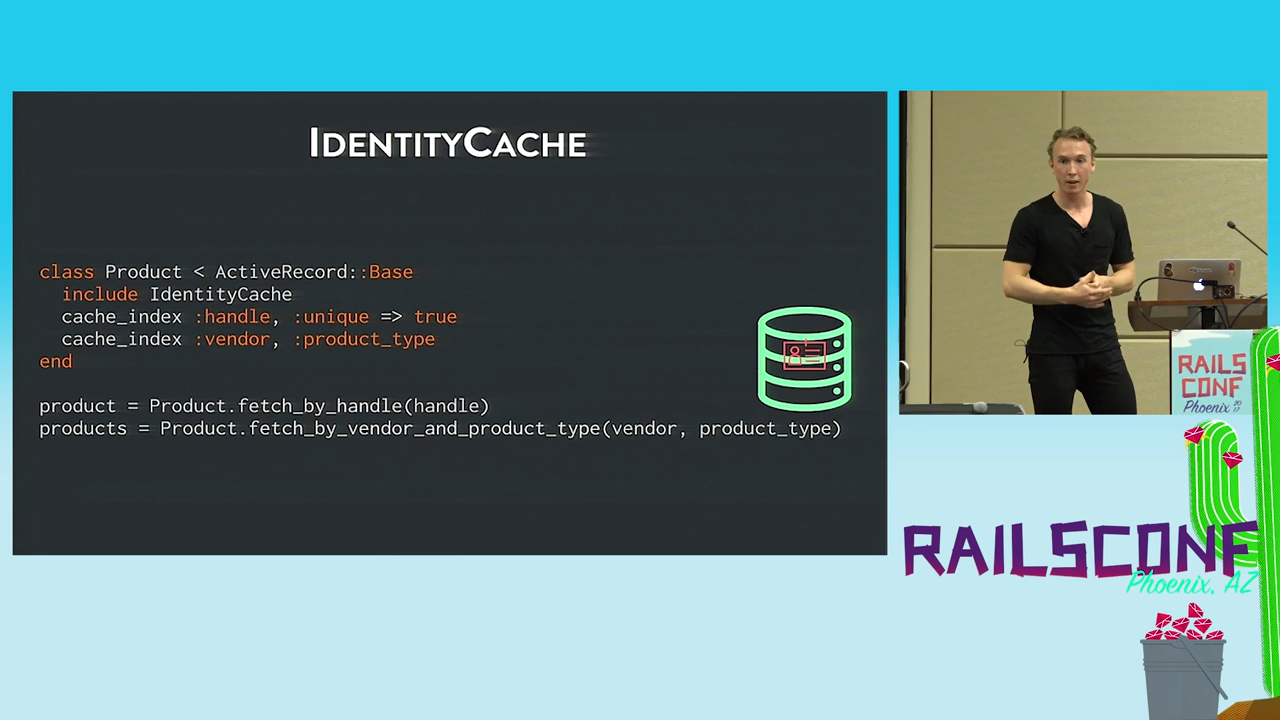 IDENTITYCACHE
class Product < ActiveRecord::Base
  include IdentityCache
  cache_index :handle, :unique => true
  cache_index :vendor, :product_type
end
product = Product.fetch_by_handle(handle)
products = Product.fetch_by_vendor_and_product_type(vendor, product_type)
RAILS
CONF
Phoenix 2017
RAILSCONF
Phoenix, AZ